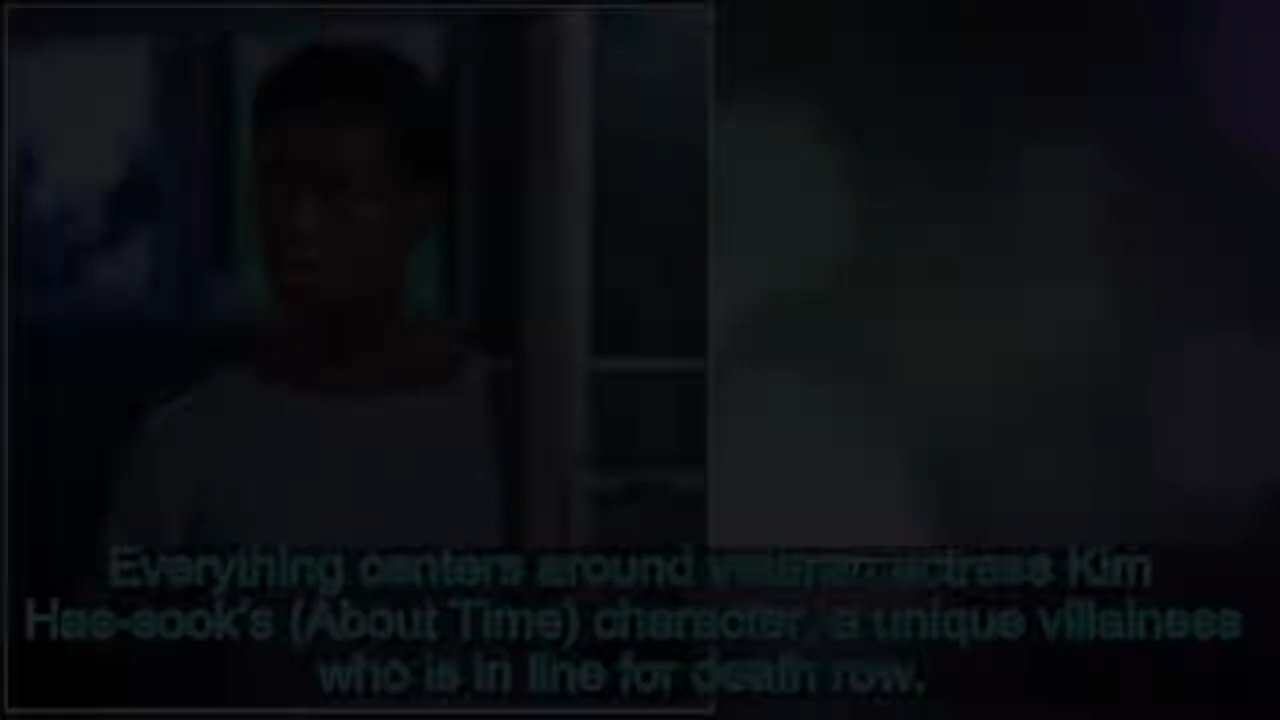 Everything centers around veteran actress Kim
Hae-sook's (About Time) character, a unique villainess
who is in line for death row.